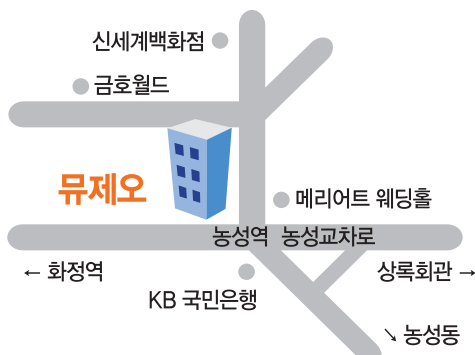 신세계백화점
금호월드
뮤제오
메리어트 웨딩홀
농성역 농성교차로
← 화정역
상록회관 →
KB 국민은행
↘ 농성동